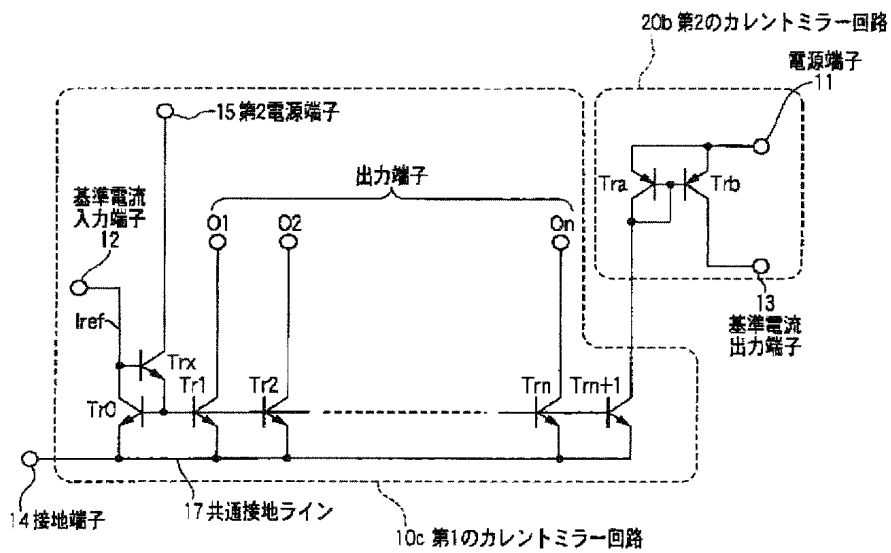 20b 第2のカレントミラー回路
電源端子
11
15 第2電源端子
出力端子
基準電流
入力端子
12
O1
O2
On
Tra
Trb
Iref
13
基準電流
出力端子
Trx
Tr0
Tr1
Tr2
Trn
Trn+1
14 接地端子
17 共通接地ライン
10c 第1のカレントミラー回路